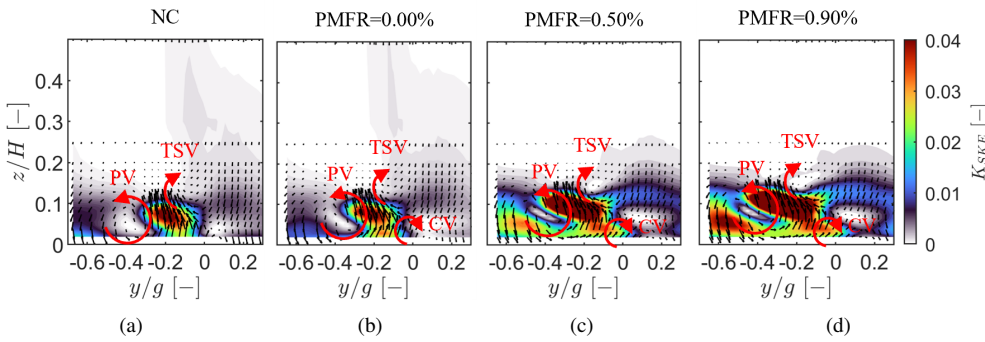 NC
PMFR=0.00%
PMFR=0.50%
PMFR=0.90%
z/H [−]
0.4
0.3
0.2
0.1
0
TSV
PV
TSV
PV
CV
TSV
PV
CV
TSV
PV
CV
0.04
0.03
0.02
0.01
0
K_SKE [−]
-0.6 -0.4 -0.2 0 0.2
-0.6 -0.4 -0.2 0 0.2
-0.6 -0.4 -0.2 0 0.2
-0.6 -0.4 -0.2 0 0.2
y/g [−]
y/g [−]
y/g [−]
y/g [−]
(a)
(b)
(c)
(d)